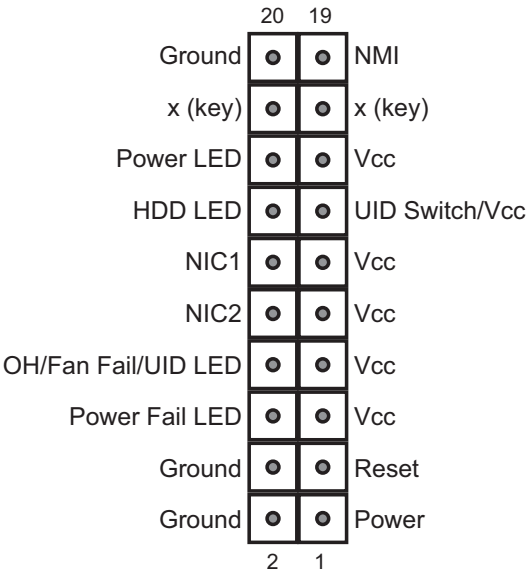 20 19
Ground NMI
x (key) x (key)
Power LED Vcc
HDD LED UID Switch/Vcc
NIC1 Vcc
NIC2 Vcc
OH/Fan Fail/UID LED Vcc
Power Fail LED Vcc
Ground Reset
Ground Power
2 1